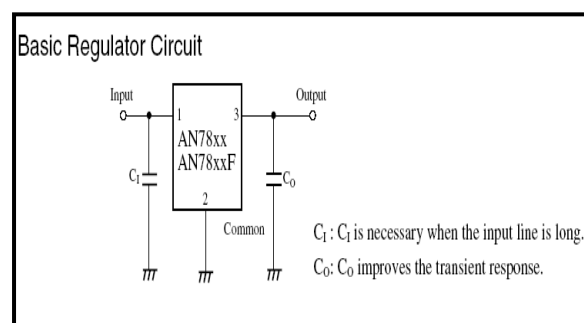 Basic Regulator Circuit
Input
Output
1
3
AN78xx
AN78xxF
CI
CO
2
Common
CI : CI is necessary when the input line is long.
CO: CO improves the transient response.